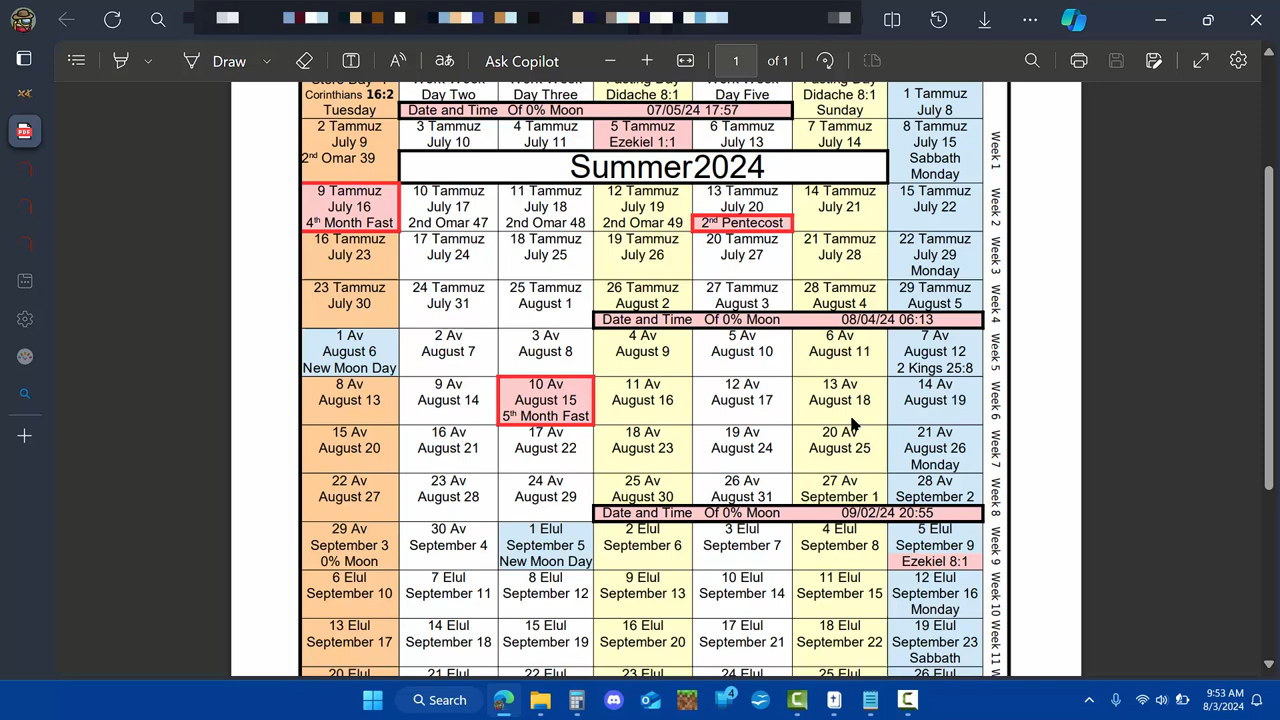 Draw
Ask Copilot
1
of 1
Corinthians 16:2
Day Two
Day Three
Didache 8:1
Day Five
Didache 8:1
1 Tammuz
Tuesday
Date and Time Of 0% Moon 07/05/24 17:57
Sunday
July 8
2 Tammuz
3 Tammuz
4 Tammuz
5 Tammuz
6 Tammuz
7 Tammuz
8 Tammuz
July 9
July 10
July 11
Ezekiel 1:1
July 13
July 14
July 15
2nd Omar 39
Summer2024
Sabbath
Monday
Week 1
9 Tammuz
10 Tammuz
11 Tammuz
12 Tammuz
13 Tammuz
14 Tammuz
15 Tammuz
July 16
July 17
July 18
July 19
July 20
July 21
July 22
4th Month Fast
2nd Omar 47
2nd Omar 48
2nd Omar 49
2nd Pentecost
Week 2
16 Tammuz
17 Tammuz
18 Tammuz
19 Tammuz
20 Tammuz
21 Tammuz
22 Tammuz
July 23
July 24
July 25
July 26
July 27
July 28
July 29
Monday
Week 3
23 Tammuz
24 Tammuz
25 Tammuz
26 Tammuz
27 Tammuz
28 Tammuz
29 Tammuz
July 30
July 31
August 1
August 2
August 3
August 4
August 5
Date and Time Of 0% Moon 08/04/24 06:13
Week 4
1 Av
2 Av
3 Av
4 Av
5 Av
6 Av
7 Av
August 6
August 7
August 8
August 9
August 10
August 11
August 12
New Moon Day
2 Kings 25:8
Week 5
8 Av
9 Av
10 Av
11 Av
12 Av
13 Av
14 Av
August 13
August 14
August 15
August 16
August 17
August 18
August 19
5th Month Fast
Week 6
15 Av
16 Av
17 Av
18 Av
19 Av
20 Av
21 Av
August 20
August 21
August 22
August 23
August 24
August 25
August 26
Monday
Week 7
22 Av
23 Av
24 Av
25 Av
26 Av
27 Av
28 Av
August 27
August 28
August 29
August 30
August 31
September 1
September 2
Date and Time Of 0% Moon 09/02/24 20:55
Week 8
29 Av
30 Av
1 Elul
2 Elul
3 Elul
4 Elul
5 Elul
September 3
September 4
September 5
September 6
September 7
September 8
September 9
0% Moon
New Moon Day
Ezekiel 8:1
Week 9
6 Elul
7 Elul
8 Elul
9 Elul
10 Elul
11 Elul
12 Elul
September 10
September 11
September 12
September 13
September 14
September 15
September 16
Monday
Week 10
13 Elul
14 Elul
15 Elul
16 Elul
17 Elul
18 Elul
19 Elul
September 17
September 18
September 19
September 20
September 21
September 22
September 23
Sabbath
Week 11
20 Elul
21 Elul
22 Elul
23 Elul
24 Elul
25 Elul
26 Elul
Search
4
9:53 AM
8/3/2024